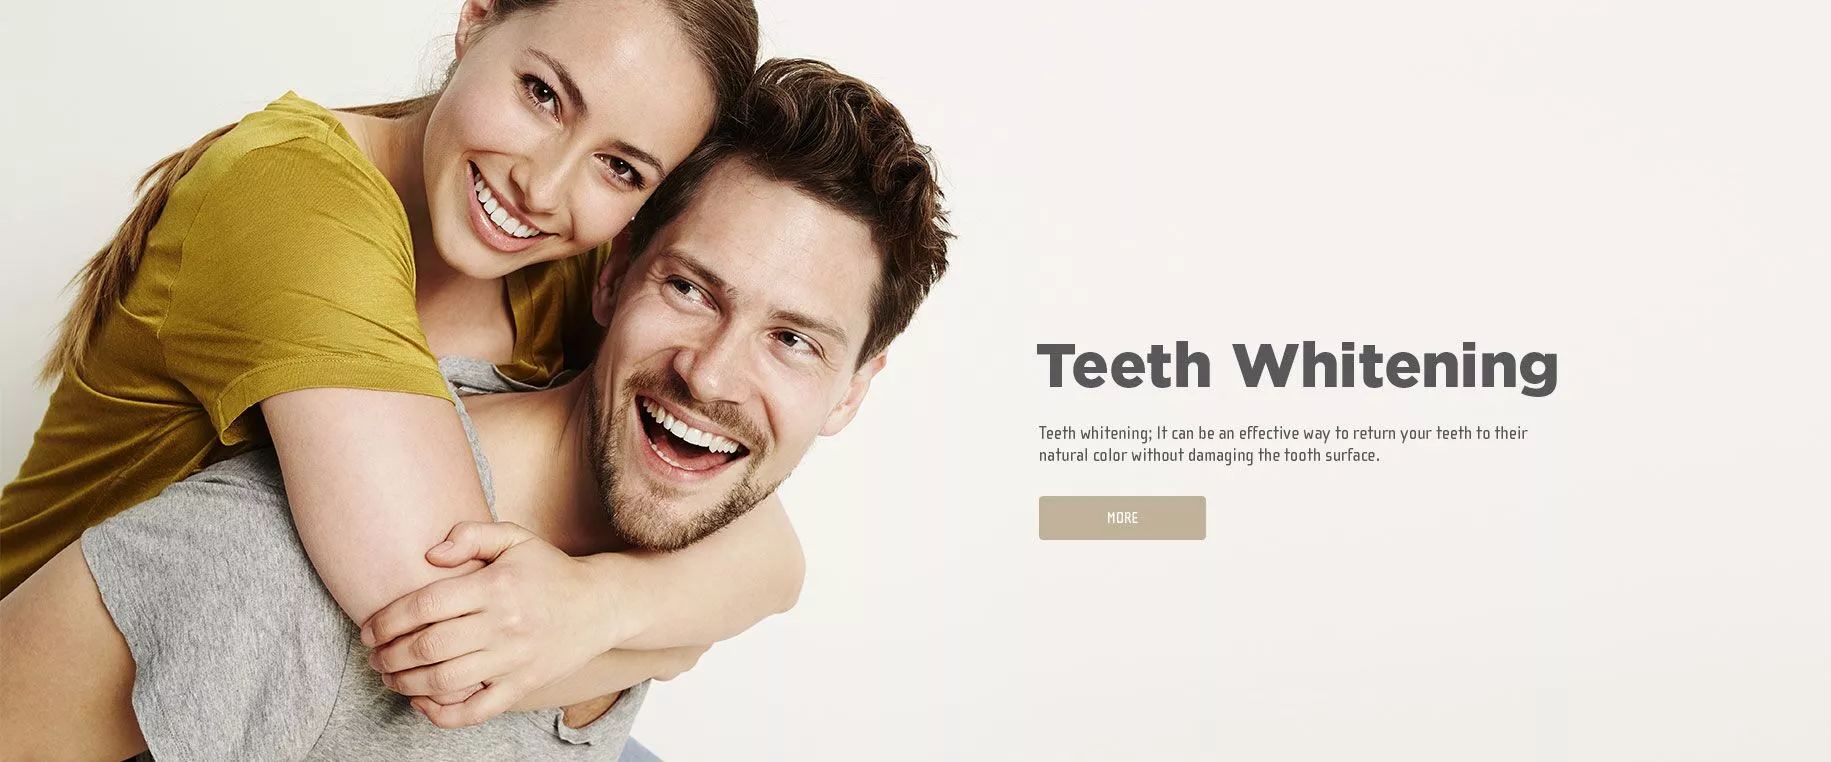 Teeth Whitening
Teeth whitening; It can be an effective way to return your teeth to their
natural color without damaging the tooth surface.
MORE